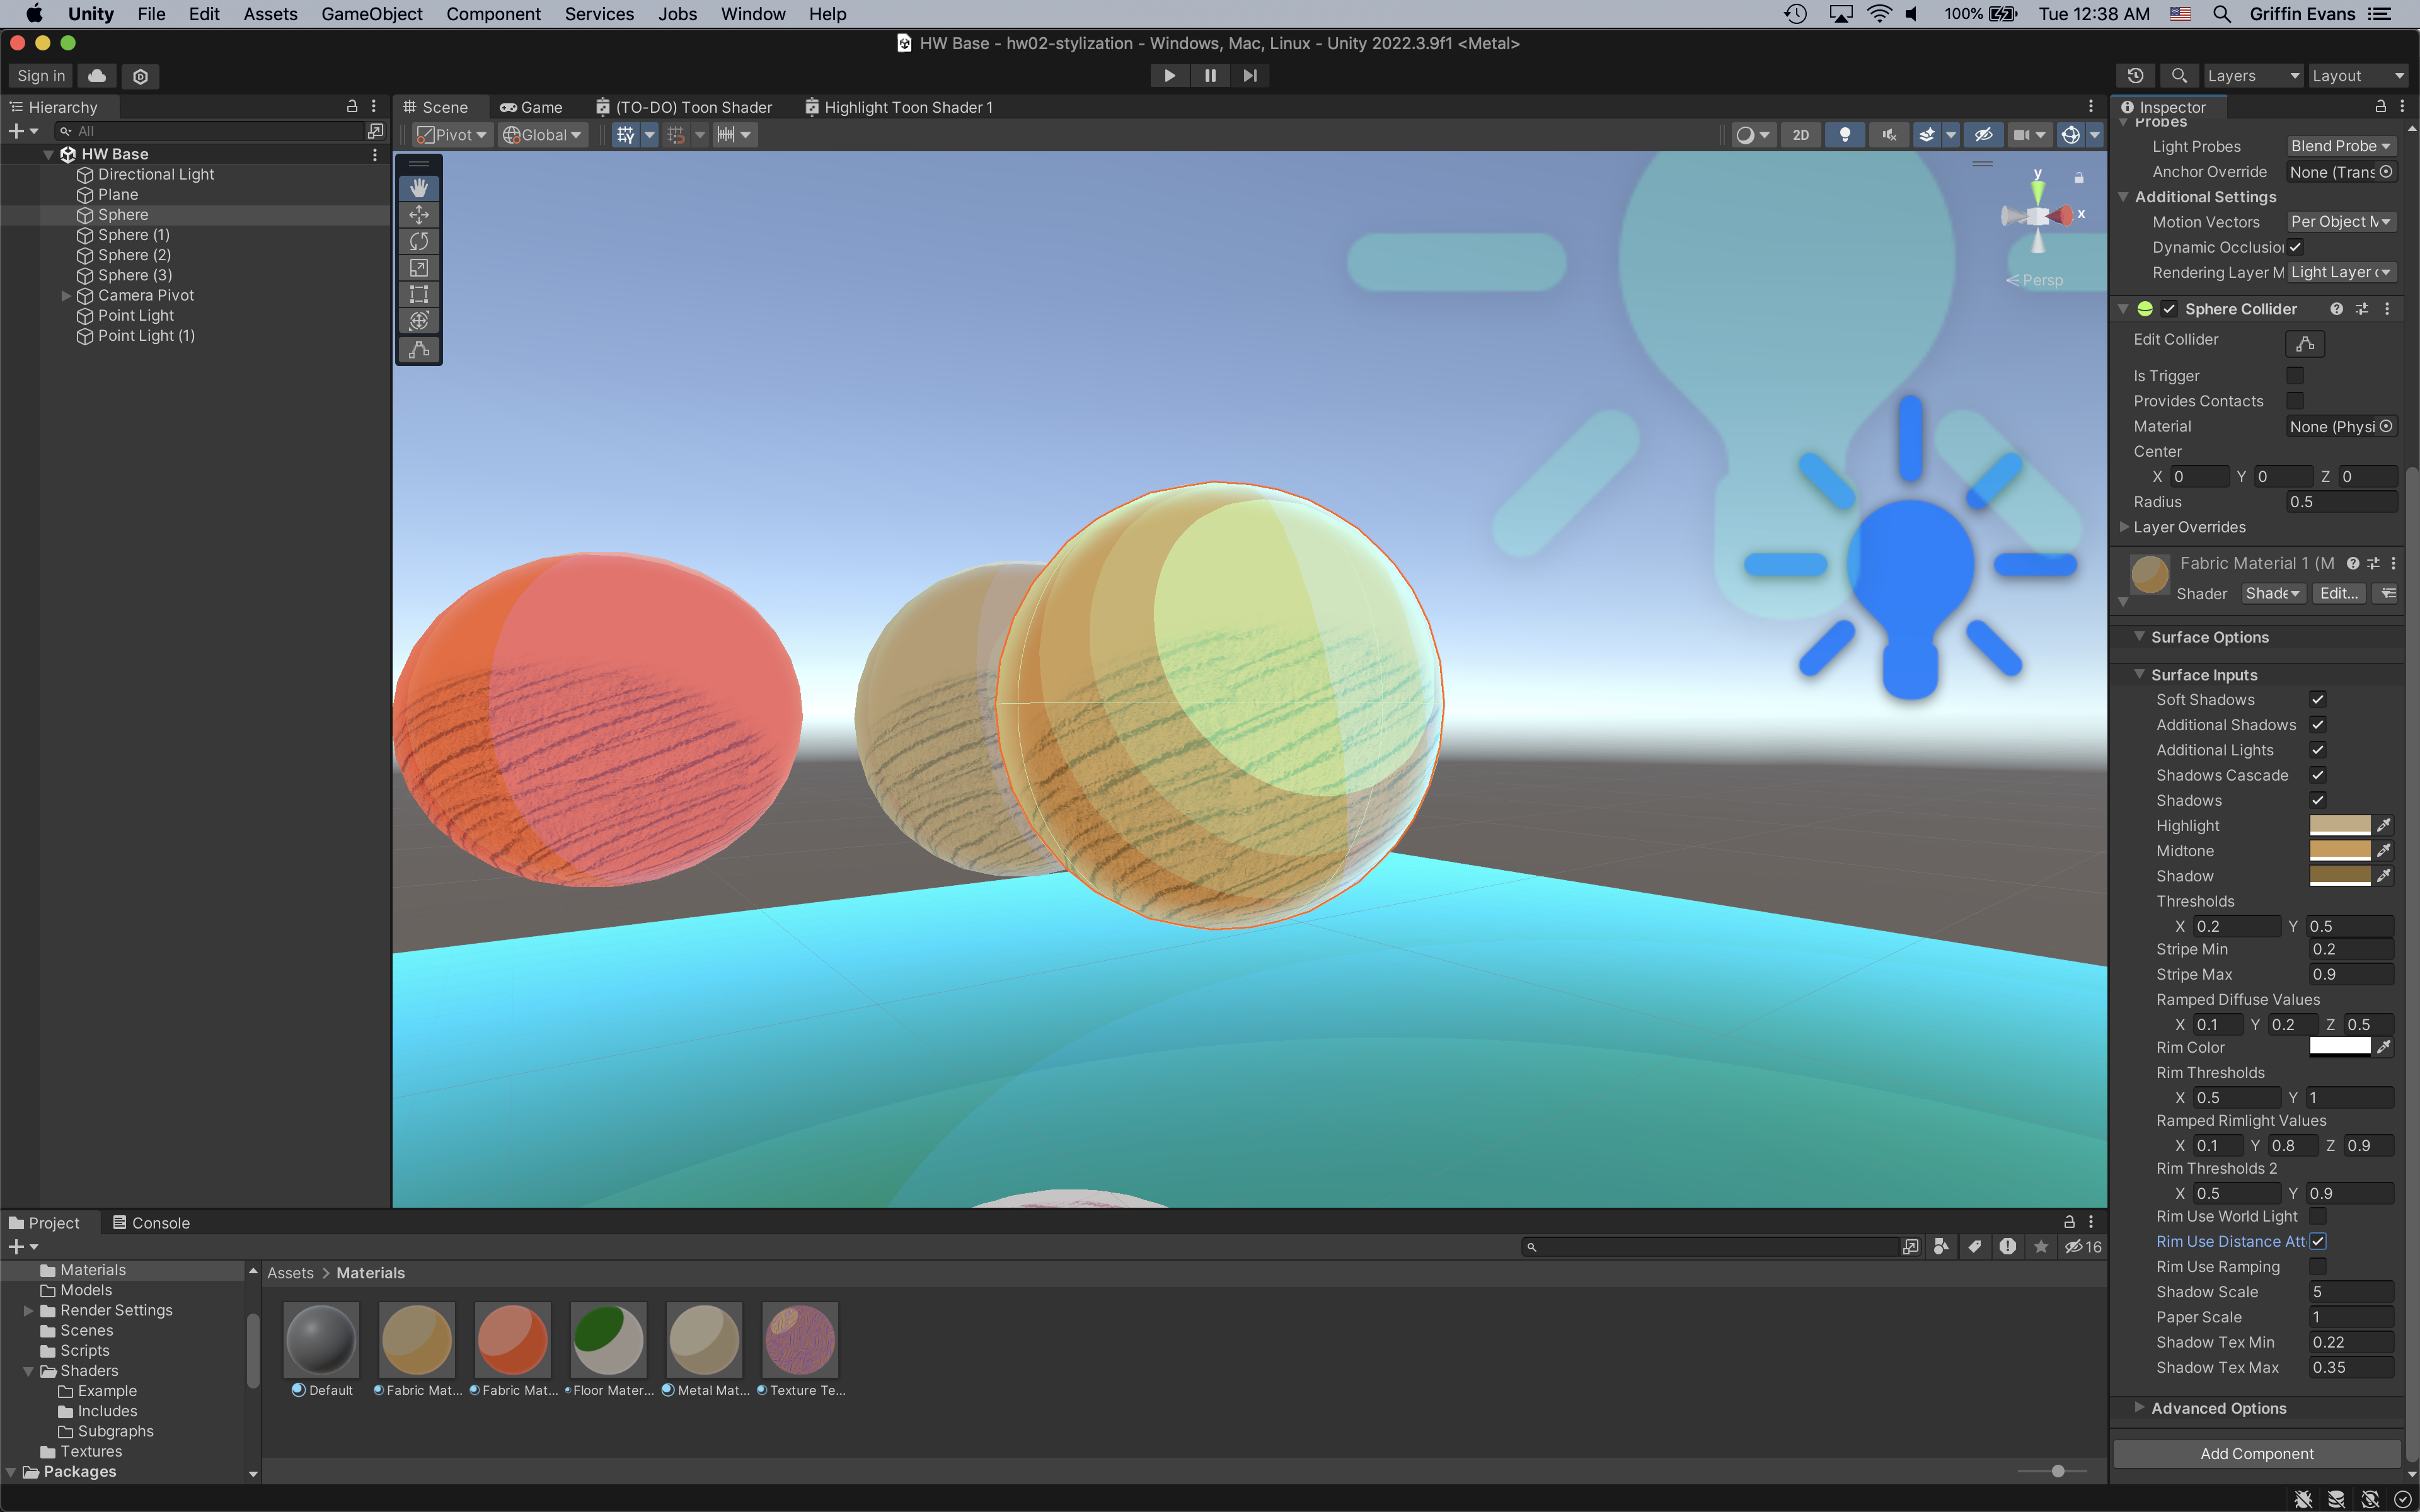 Unity File Edit Assets GameObject Component Services Jobs Window Help 100% Tue 12:38 AM Griffin Evans
HW Base - hw02-stylization - Windows, Mac, Linux - Unity 2022.3.9f1 <Metal>
Sign in Layers Layout
Hierarchy
All
HW Base
Directional Light
Plane
Sphere
Sphere (1)
Sphere (2)
Sphere (3)
Camera Pivot
Point Light
Point Light (1)
Scene Game (TO-DO) Toon Shader Highlight Toon Shader 1
Pivot Global 2D
y
x
Persp
Inspector
Probes
Light Probes Blend Probe
Anchor Override None (Trans
Additional Settings
Motion Vectors Per Object M
Dynamic Occlusion
Rendering Layer M Light Layer
Sphere Collider
Edit Collider
Is Trigger
Provides Contacts
Material None (Physi
Center
X 0 Y 0 Z 0
Radius 0.5
Layer Overrides
Fabric Material 1 (M
Shader Shade Edit...
Surface Options
Surface Inputs
Soft Shadows
Additional Shadows
Additional Lights
Shadows Cascade
Shadows
Highlight
Midtone
Shadow
Thresholds
X 0.2 Y 0.5
Stripe Min 0.2
Stripe Max 0.9
Ramped Diffuse Values
X 0.1 Y 0.2 Z 0.5
Rim Color
Rim Thresholds
X 0.5 Y 1
Ramped Rimlight Values
X 0.1 Y 0.8 Z 0.9
Rim Thresholds 2
X 0.5 Y 0.9
Rim Use World Light
Rim Use Distance Att
Rim Use Ramping
Shadow Scale 5
Paper Scale 1
Shadow Tex Min 0.22
Shadow Tex Max 0.35
Advanced Options
Add Component
Project Console
16
Materials
Models
Render Settings
Scenes
Scripts
Shaders
Example
Includes
Subgraphs
Textures
Packages
Assets > Materials
Default Fabric Mat... Fabric Mat... Floor Mater... Metal Mat... Texture Te...